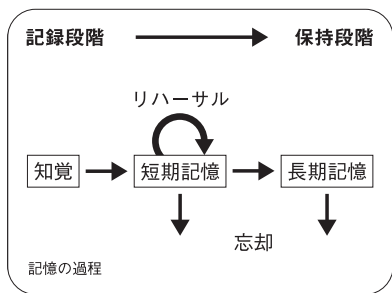 記録段階 保持段階
リハーサル
知覚 短期記憶 長期記憶
忘却
記憶の過程